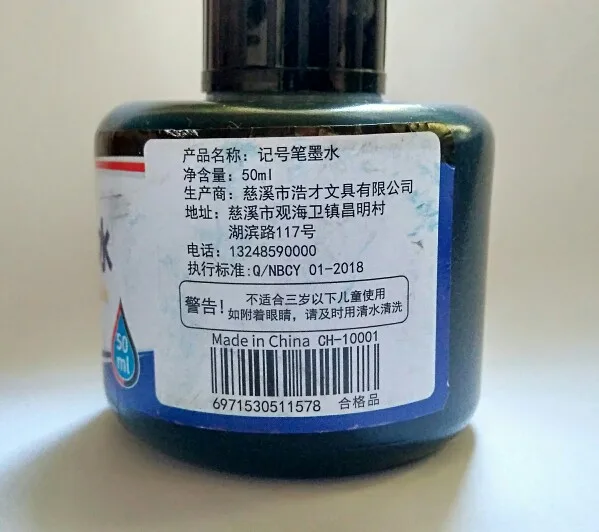 产品名称：记号笔墨水
净含量：50ml
生产商：慈溪市浩才文具有限公司
地址：慈溪市观海卫镇昌明村
湖滨路117号
电话：13248590000
执行标准:Q/NBCY 01-2018
警告!
不适合三岁以下儿童使用
如附着眼睛，请及时用清水清洗
Made in China CH-10001
6971530511578 合格品
水
50
ml